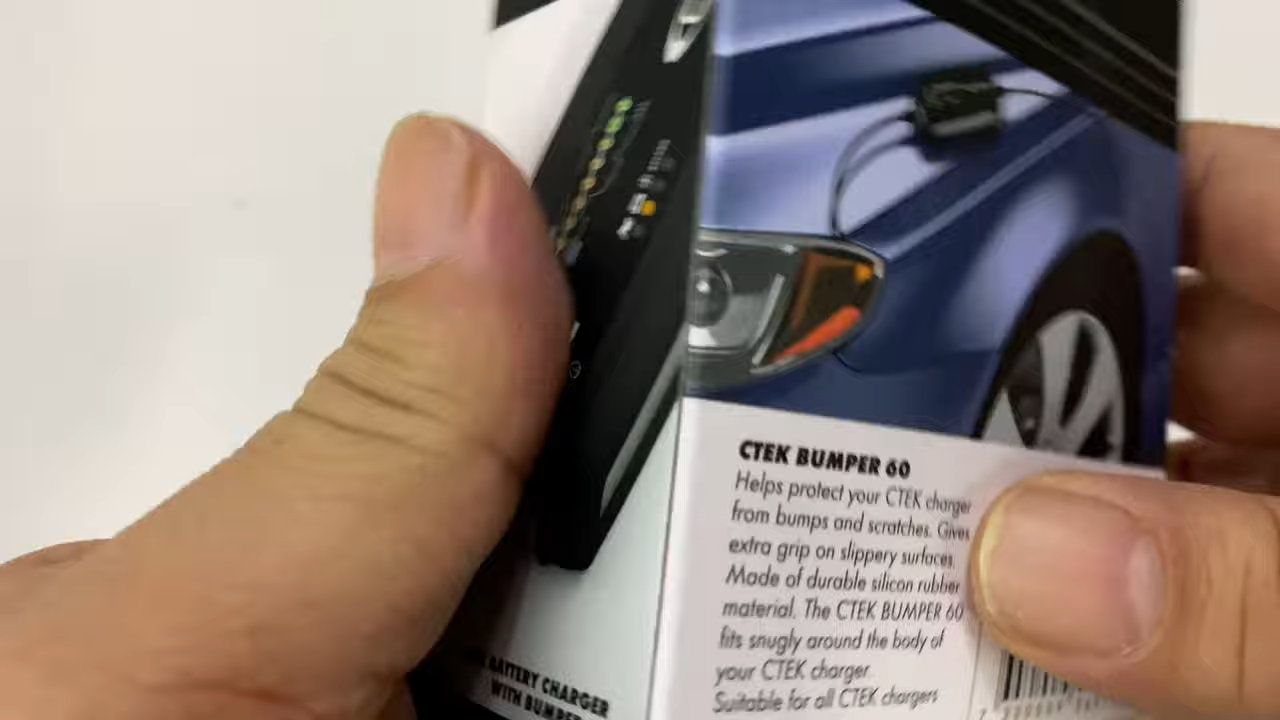 CTEK BUMPER 60
Helps protect your CTEK charger
from bumps and scratches. Gives
extra grip on slippery surfaces.
Made of durable silicon rubber
material. The CTEK BUMPER 60
fits snugly around the body of
your CTEK charger.
Suitable for all CTEK chargers
BATTERY CHARGER
WITH BUMPER